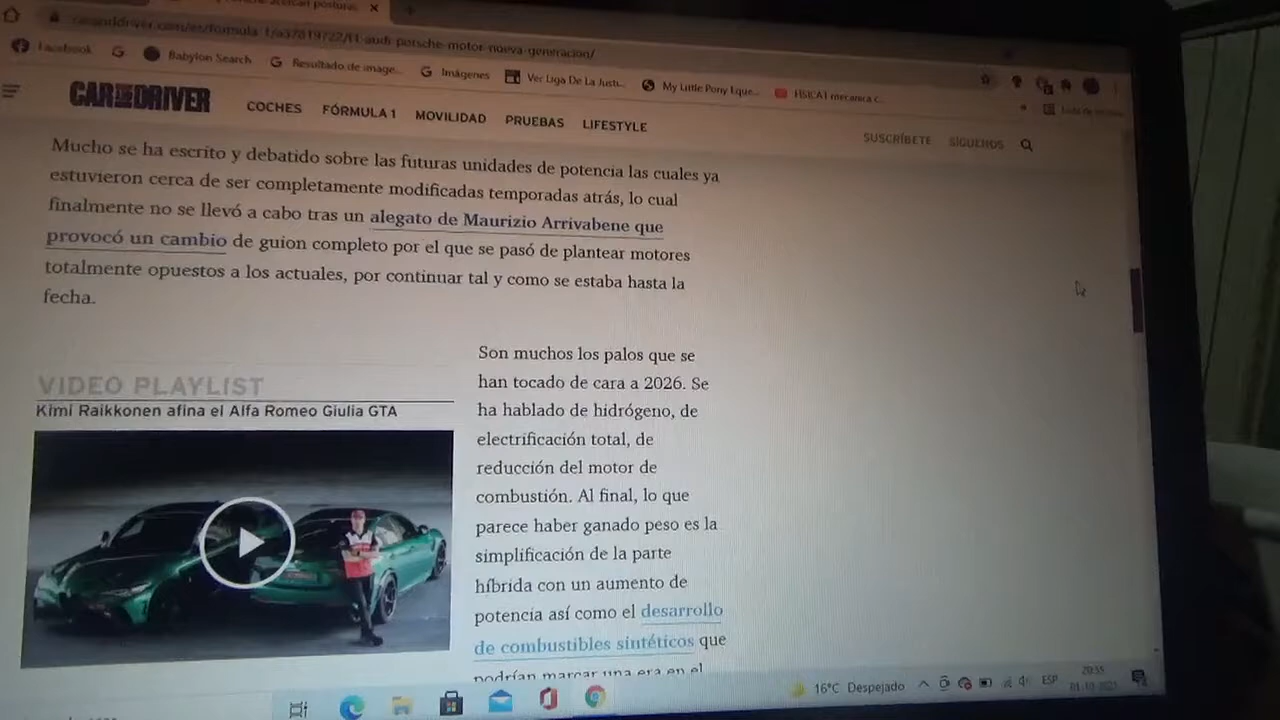 caranddriver.com/es/formula-1/a37819722/f1-audi-porsche-motor-nueva-generacion/
Facebook
Babylon Search
Resultado de image...
Imágenes
Ver Liga De La Justi...
My Little Pony Eque...
FISICA I mecanica c...
CAR AND DRIVER
COCHES FÓRMULA 1 MOVILIDAD PRUEBAS LIFESTYLE
SUSCRÍBETE SÍGUENOS
Mucho se ha escrito y debatido sobre las futuras unidades de potencia las cuales ya
estuvieron cerca de ser completamente modificadas temporadas atrás, lo cual
finalmente no se llevó a cabo tras un alegato de Maurizio Arrivabene que
provocó un cambio de guion completo por el que se pasó de plantear motores
totalmente opuestos a los actuales, por continuar tal y como se estaba hasta la
fecha.
VIDEO PLAYLIST
Kimi Raikkonen afina el Alfa Romeo Giulia GTA
Son muchos los palos que se
han tocado de cara a 2026. Se
ha hablado de hidrógeno, de
electrificación total, de
reducción del motor de
combustión. Al final, lo que
parece haber ganado peso es la
simplificación de la parte
híbrida con un aumento de
potencia así como el desarrollo
de combustibles sintéticos que
podrían marcar una era en el
16°C Despejado
ESP
20:55